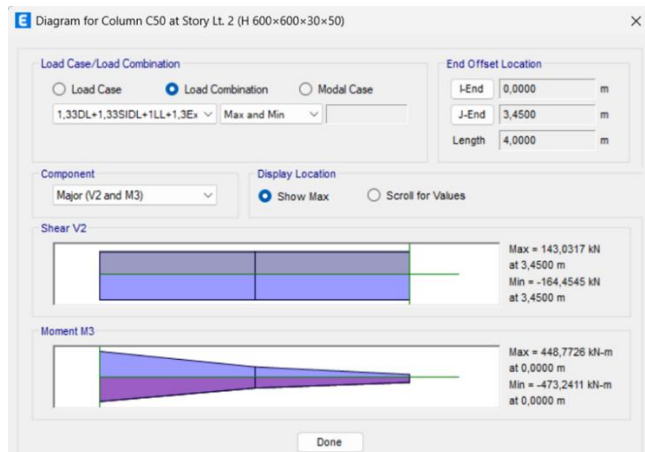 E Diagram for Column C50 at Story Lt. 2 (H 600×600×30×50)
Load Case/Load Combination
Load Case Load Combination Modal Case
1,33DL+1,33SIDL+1LL+1,3Ex Max and Min
End Offset Location
I-End 0,0000 m
J-End 3,4500 m
Length 4,0000 m
Component
Major (V2 and M3)
Display Location
Show Max Scroll for Values
Shear V2
Max = 143,0317 kN
at 3,4500 m
Min = -164,4545 kN
at 3,4500 m
Moment M3
Max = 448,7726 kN-m
at 0,0000 m
Min = -473,2411 kN-m
at 0,0000 m
Done